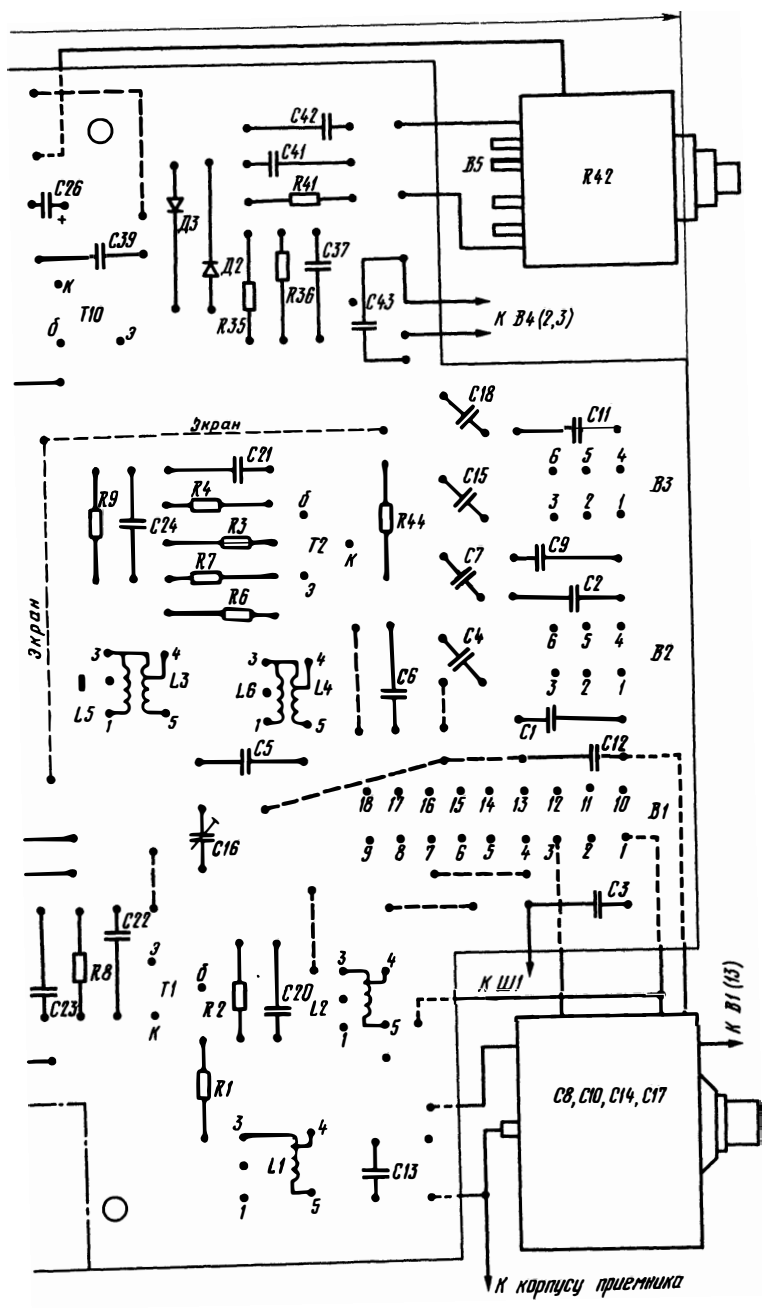 C42
C41
R41
B5
R42
C26
+
Д3
C39
Д2
R35
R36
C37
C43
К В4(2,3)
К
T10
б
Э
Экран
C18
C11
6 5 4
B3
3 2 1
C21
R4
R9
C24
R3
б
T2
К
R44
C15
R7
Э
R6
C7
C9
C2
6 5 4
B2
3 2 1
Экран
3 4
L3
L5
1 5
3 4
L6 L4
1 5
C6
C4
C1
C5
C12
18 17 16 15 14 13 12 11 10
B1
9 8 7 6 5 4 3 2 1
C16
C3
C22
Э
R8
C23
T1
б
К
R2
C20
3 4
L2
1 5
К Ш1
К В1(13)
R1
C8, C10, C14, C17
3 4
L1
1 5
C13
К корпусу приемника